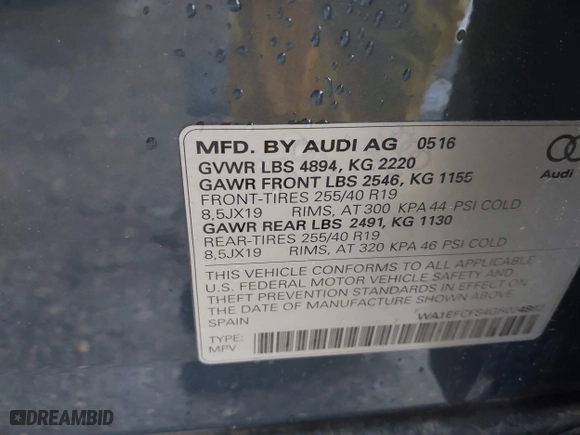 MFD. BY AUDI AG 0516
GVWR LBS 4894, KG 2220
GAWR FRONT LBS 2546, KG 1155
FRONT-TIRES 255/40 R19
8,5JX19 RIMS, AT 300 KPA 44 PSI COLD
GAWR REAR LBS 2491, KG 1130
REAR-TIRES 255/40 R19
8,5JX19 RIMS, AT 320 KPA 46 PSI COLD
THIS VEHICLE CONFORMS TO ALL APPLICABLE
U.S. FEDERAL MOTOR VEHICLE SAFETY AND
THEFT PREVENTION STANDARDS IN EFFECT ON
THE DATE OF MANUFACTURE SHOWN ABOVE.
SPAIN
TYPE:
MPV
Audi
DREAMBID